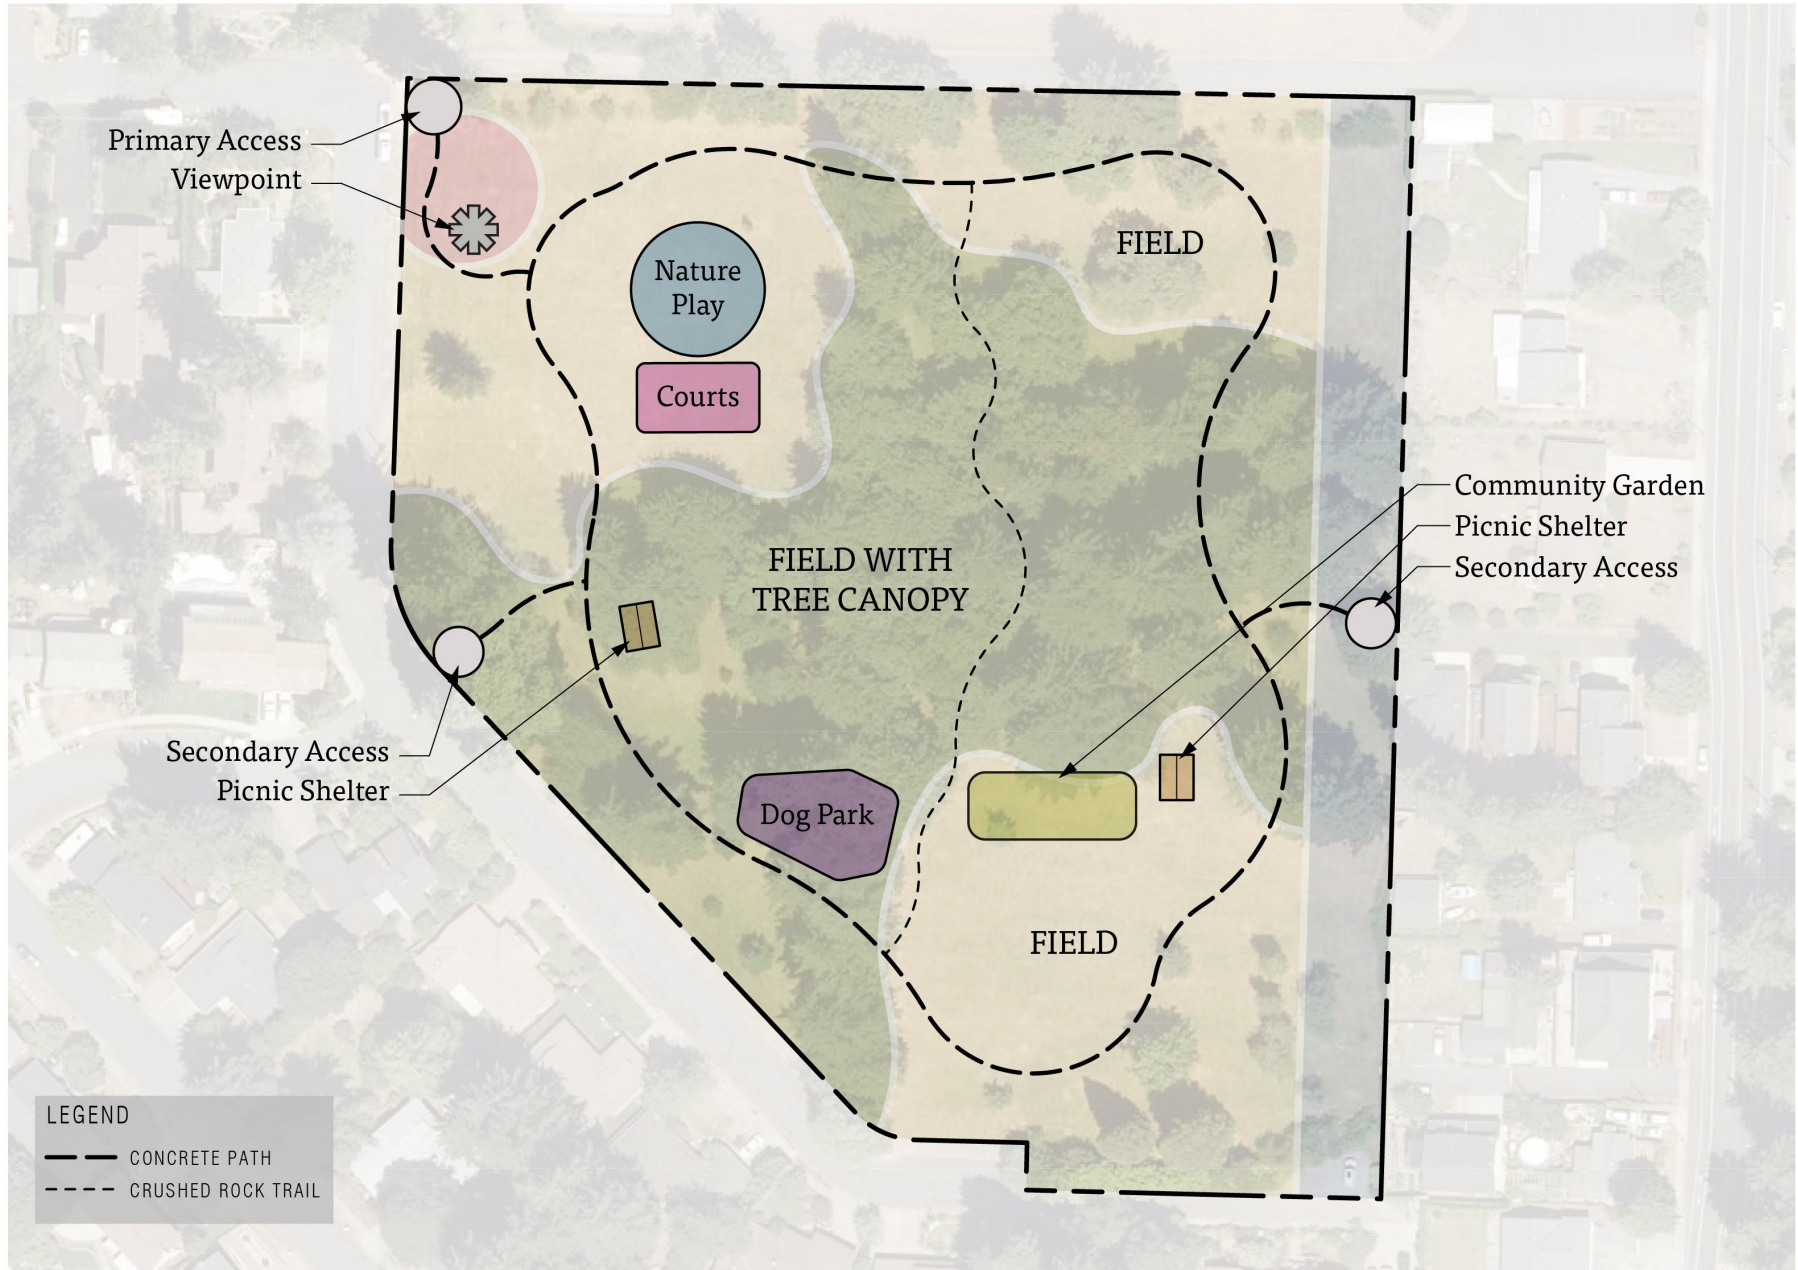 Primary Access
Viewpoint
Nature
Play
FIELD
Courts
Community Garden
Picnic Shelter
Secondary Access
FIELD WITH
TREE CANOPY
Secondary Access
Picnic Shelter
Dog Park
FIELD
LEGEND
CONCRETE PATH
CRUSHED ROCK TRAIL